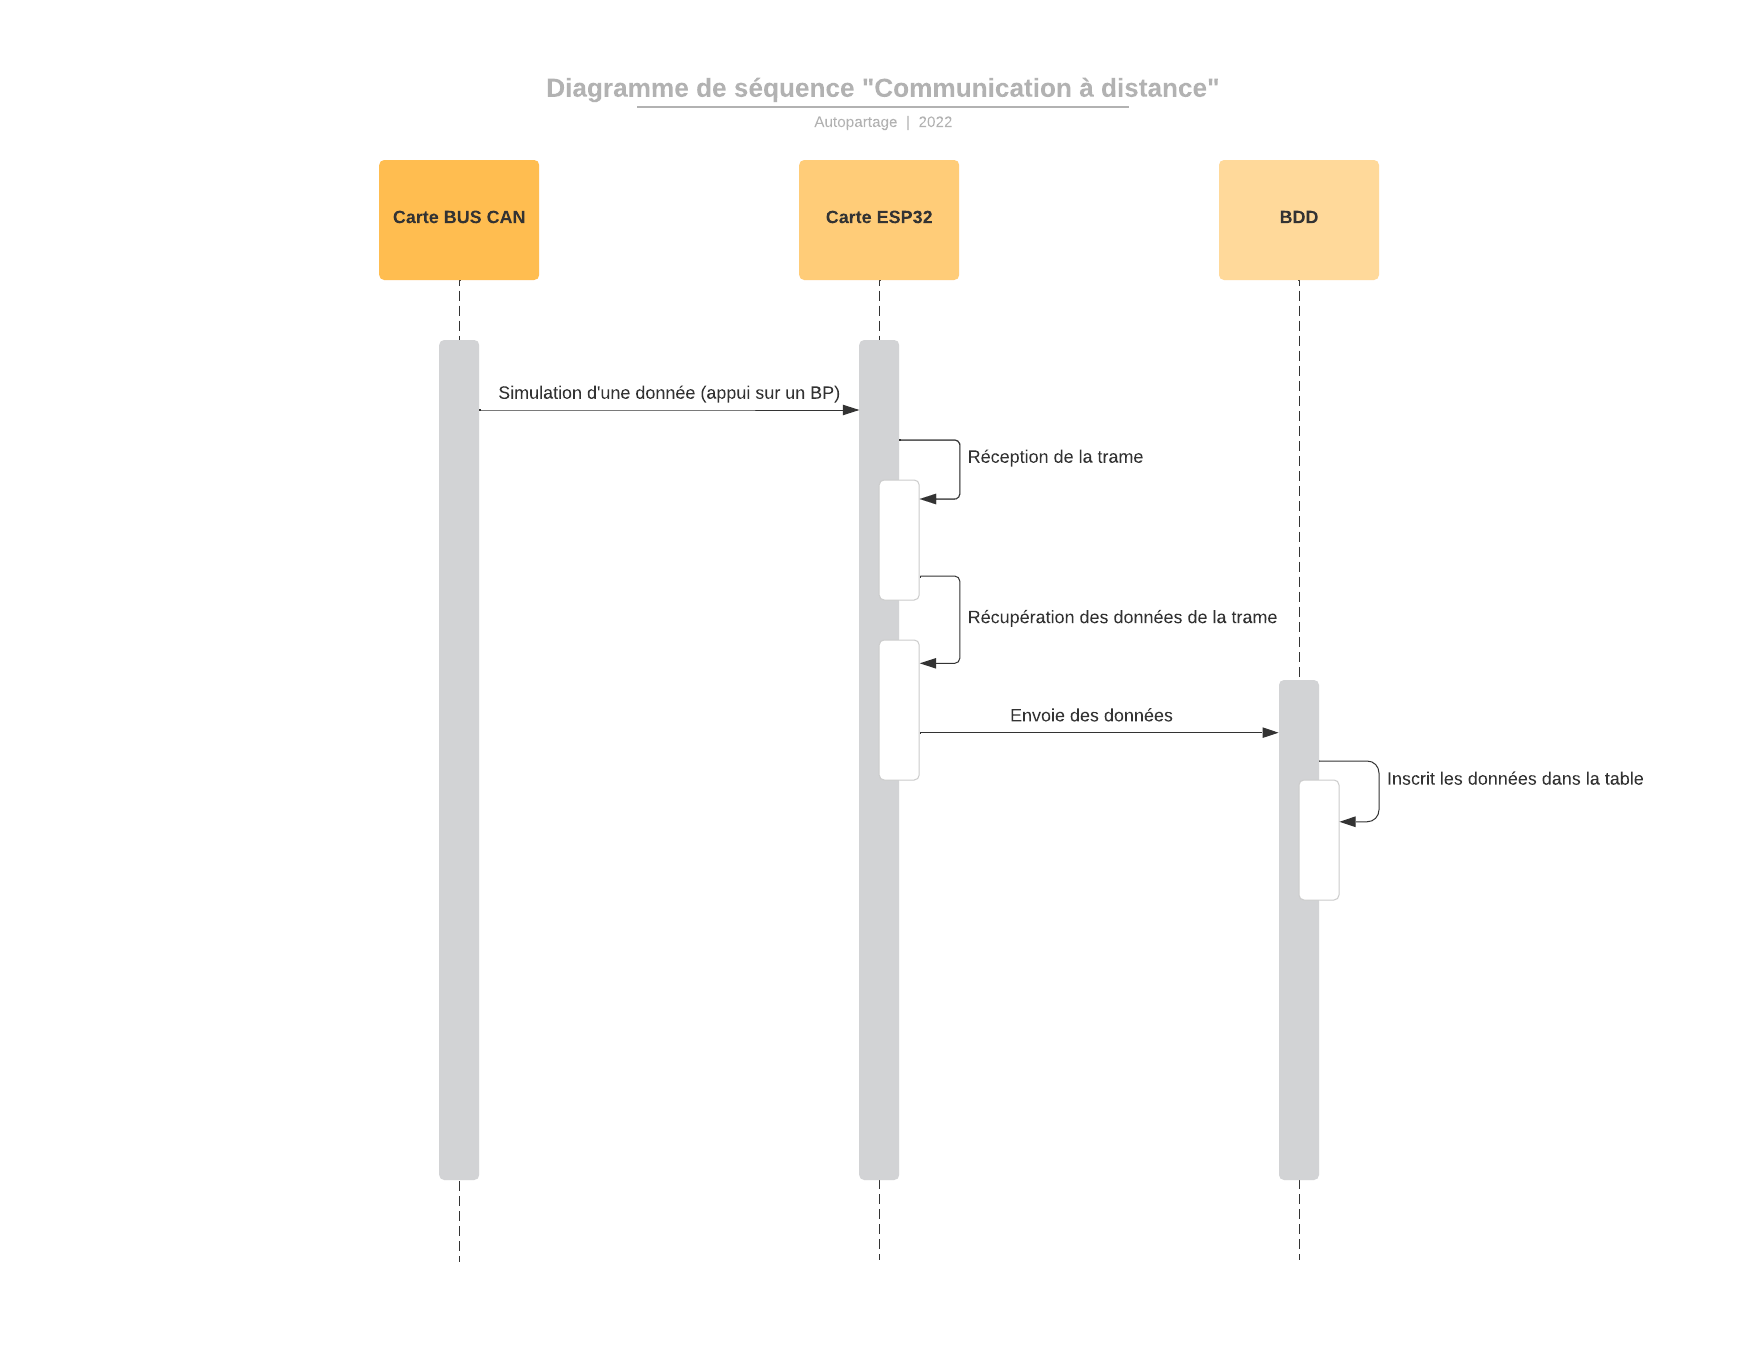 Diagramme de séquence "Communication à distance"
Autopartage | 2022
Carte BUS CAN
Carte ESP32
BDD
Simulation d'une donnée (appui sur un BP)
Réception de la trame
Récupération des données de la trame
Envoie des données
Inscrit les données dans la table